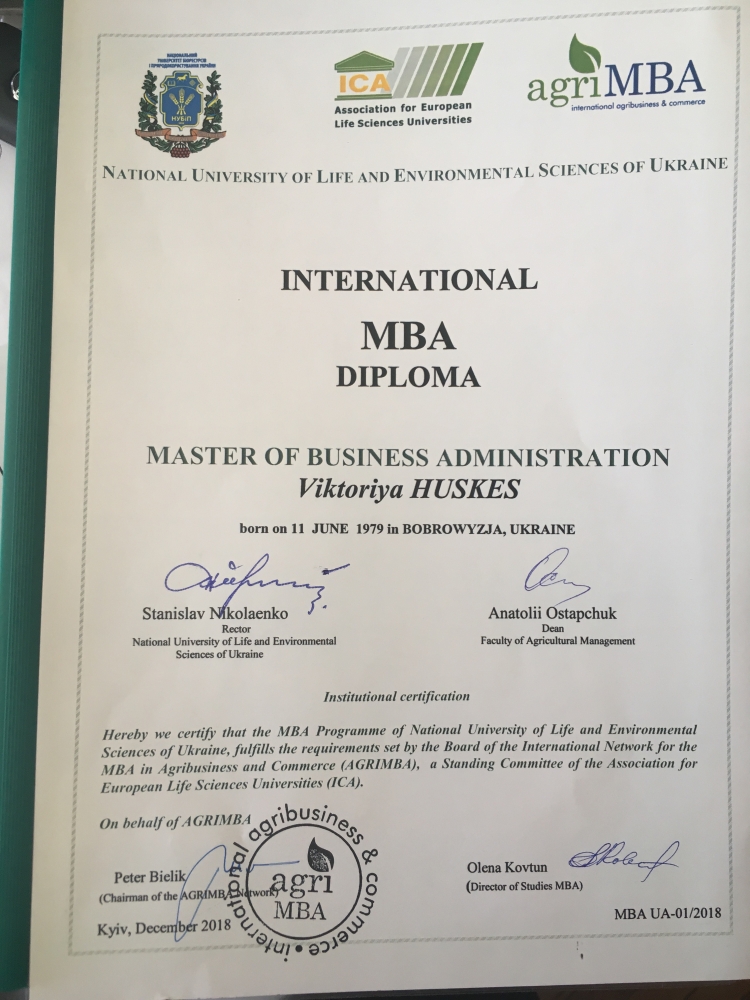 НАЦІОНАЛЬНИЙ
УНІВЕРСИТЕТ БІОРЕСУРСІВ
І ПРИРОДОКОРИСТУВАННЯ УКРАЇНИ
НУБІП
ICA
Association for European
Life Sciences Universities
agriMBA
international agribusiness & commerce
NATIONAL UNIVERSITY OF LIFE AND ENVIRONMENTAL SCIENCES OF UKRAINE
INTERNATIONAL
MBA
DIPLOMA
MASTER OF BUSINESS ADMINISTRATION
Viktoriya HUSKES
born on 11 JUNE 1979 in BOBROWYZJA, UKRAINE
Stanislav Nikolaenko
Rector
National University of Life and Environmental
Sciences of Ukraine
Anatolii Ostapchuk
Dean
Faculty of Agricultural Management
Institutional certification
Hereby we certify that the MBA Programme of National University of Life and Environmental
Sciences of Ukraine, fulfills the requirements set by the Board of the International Network for the
MBA in Agribusiness and Commerce (AGRIMBA), a Standing Committee of the Association for
European Life Sciences Universities (ICA).
On behalf of AGRIMBA
Peter Bielik
(Chairman of the AGRIMBA Network)
Kyiv, December 2018
international agribusiness & commerce
agri
MBA
Olena Kovtun
(Director of Studies MBA)
MBA UA-01/2018